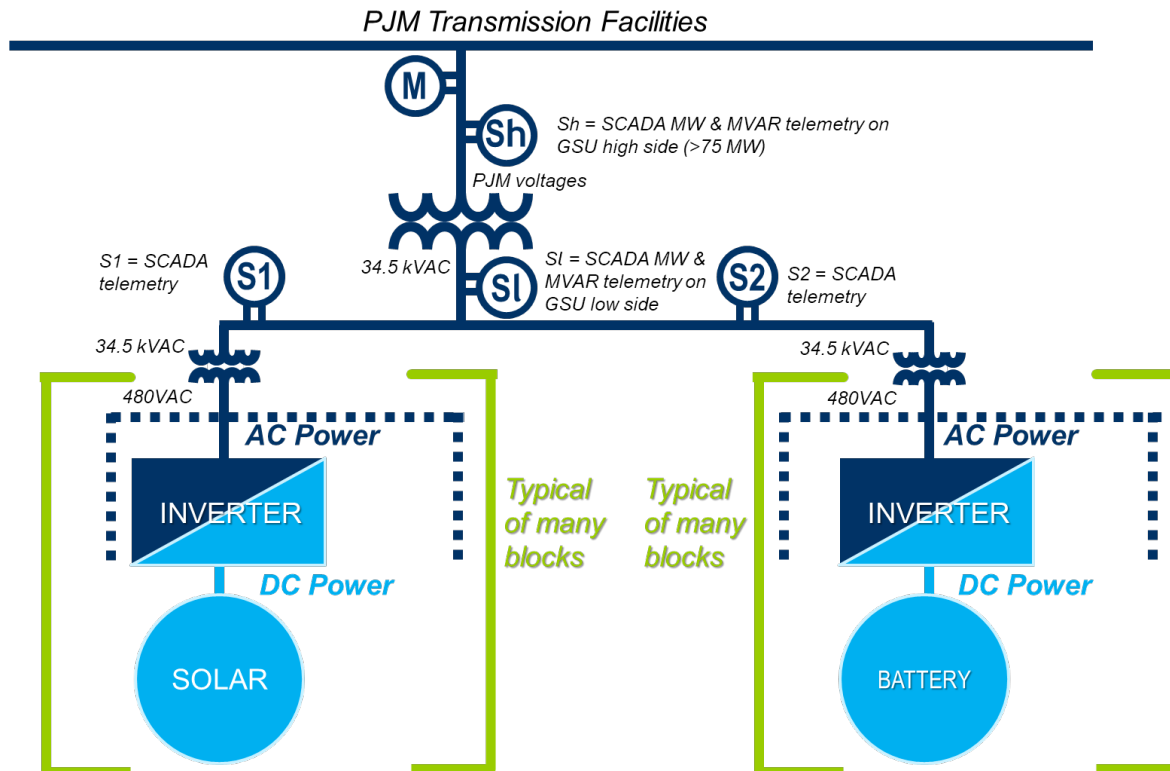 PJM Transmission Facilities
M
Sh
Sh = SCADA MW & MVAR telemetry on
GSU high side (>75 MW)
PJM voltages
S1 = SCADA
telemetry
S1
34.5 kVAC
Sl
Sl = SCADA MW &
MVAR telemetry on
GSU low side
S2
S2 = SCADA
telemetry
34.5 kVAC
480VAC
AC Power
INVERTER
DC Power
SOLAR
Typical
of many
blocks
Typical
of many
blocks
34.5 kVAC
480VAC
AC Power
INVERTER
DC Power
BATTERY